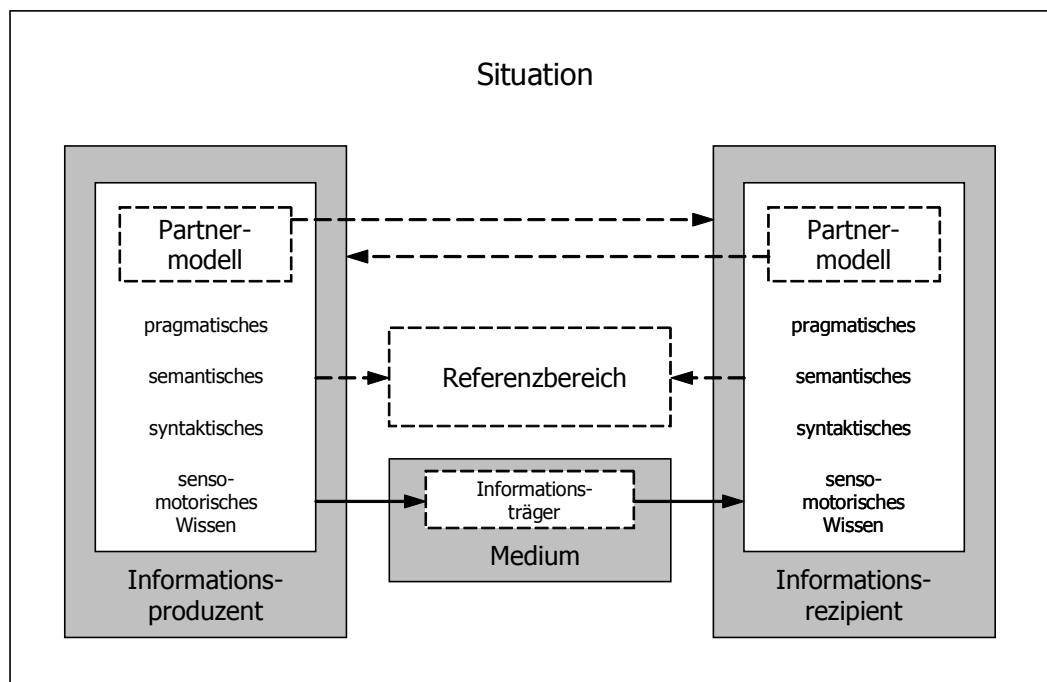 Situation
Partner-
modell
pragmatisches
semantisches
syntaktisches
senso-
motorisches
Wissen
Informations-
produzent
Referenzbereich
Informations-
träger
Medium
Partner-
modell
pragmatisches
semantisches
syntaktisches
senso-
motorisches
Wissen
Informations-
rezipient